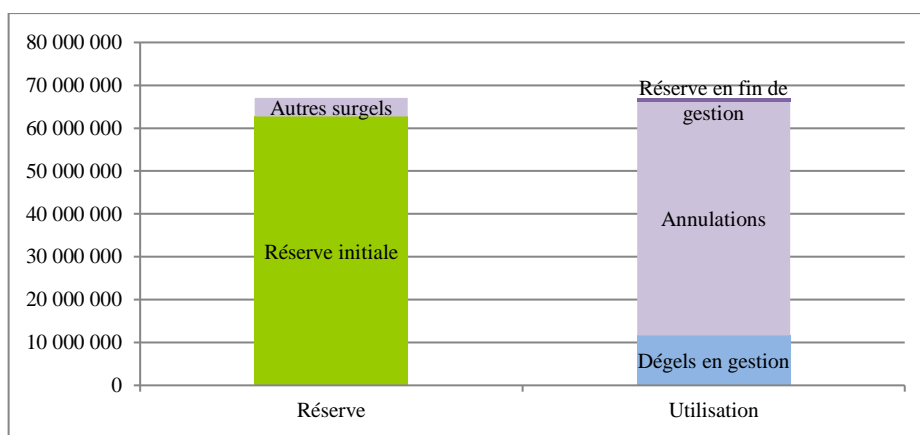 80 000 000
70 000 000
60 000 000
50 000 000
40 000 000
30 000 000
20 000 000
10 000 000
0
Autres surgels
Réserve initiale
Réserve en fin de
gestion
Annulations
Dégels en gestion
Réserve
Utilisation